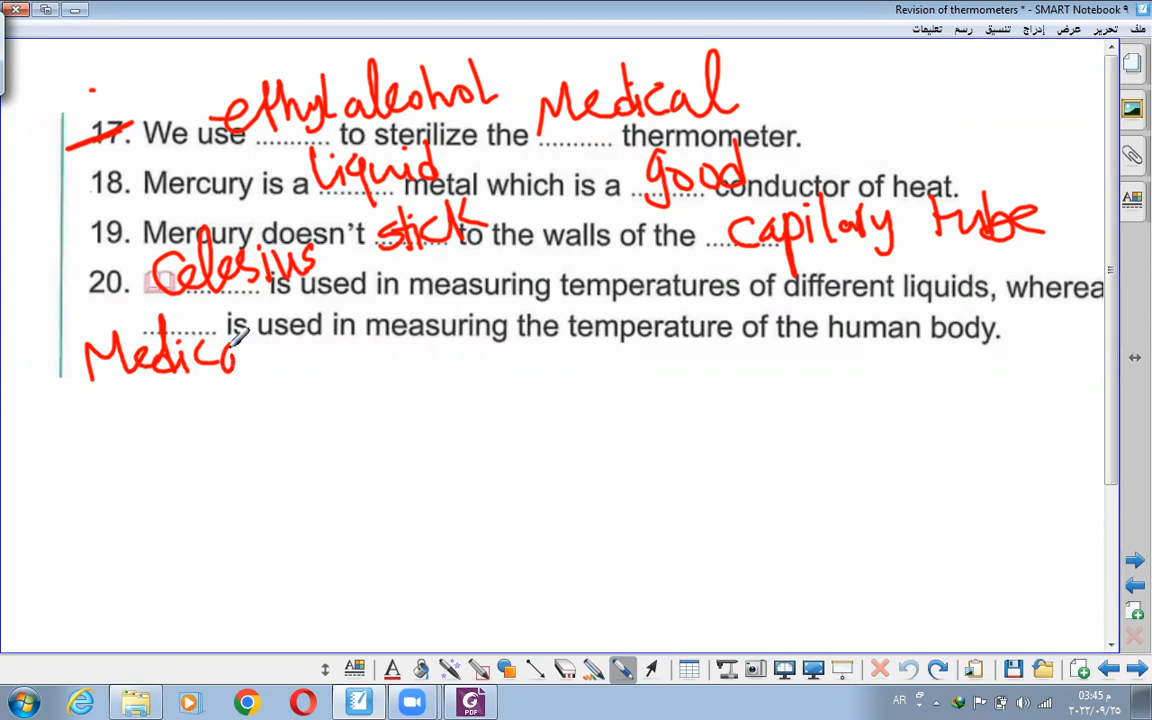 Revision of thermometers * - SMART Notebook ٩
ملف تحرير عرض إدراج تنسيق رسم تعليمات
ethyl alcohol Medical
17. We use ........... to sterilize the ........... thermometer.
liquid good
18. Mercury is a ........... metal which is a ........... conductor of heat.
stick capilary tube
19. Mercury doesn't ........... to the walls of the ...........
Celesius
20. ........... is used in measuring temperatures of different liquids, wherea
........... is used in measuring the temperature of the human body.
Medica
AR
03:45 م
٢٠٢٢/٠٩/٢٥